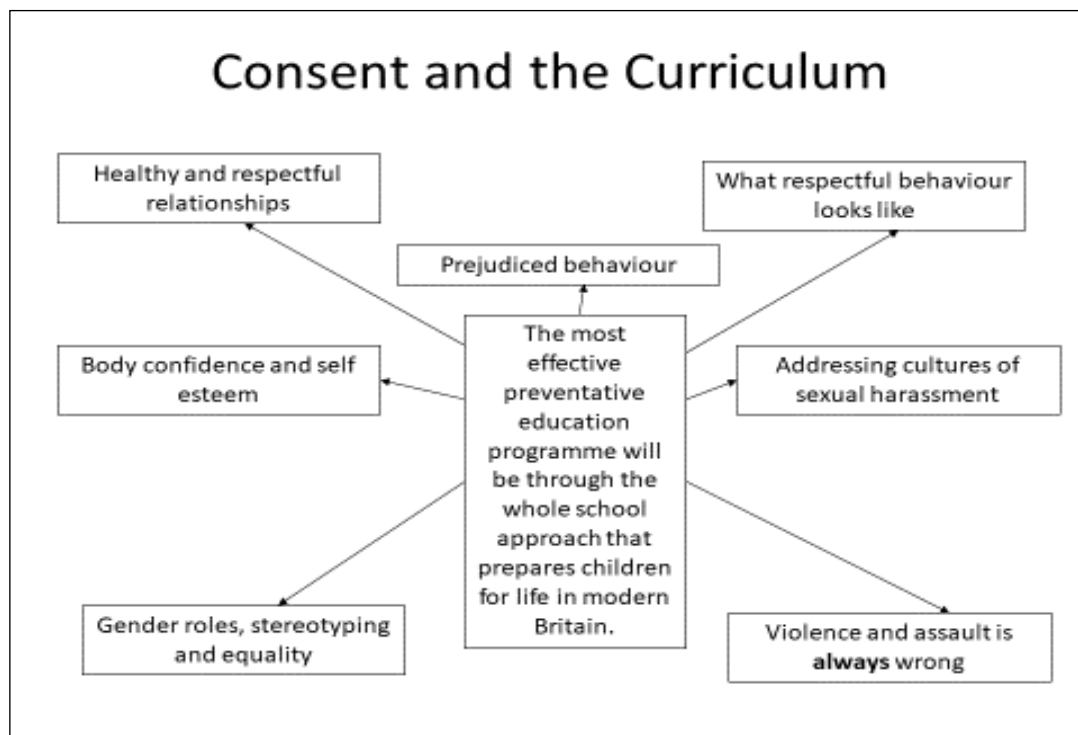 Consent and the Curriculum
Healthy and respectful
relationships
What respectful behaviour
looks like
Prejudiced behaviour
The most
effective
preventative
education
programme will
be through the
whole school
approach that
prepares children
for life in modern
Britain.
Body confidence and self
esteem
Addressing cultures of
sexual harassment
Gender roles, stereotyping
and equality
Violence and assault is
always wrong